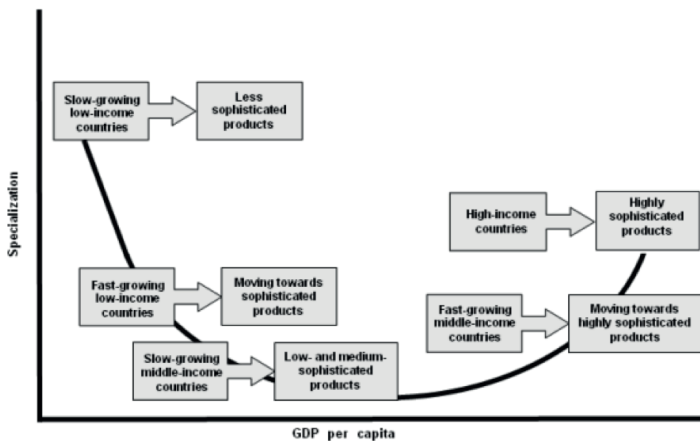 Slow-growing
low-income
countries
Less
sophisticated
products
Specialization
High-income
countries
Highly
sophisticated
products
Fast-growing
low-income
countries
Moving towards
sophisticated
products
Fast-growing
middle-income
countries
Moving towards
highly sophisticated
products
Slow-growing
middle-income
countries
Low- and medium-
sophisticated
products
GDP per capita